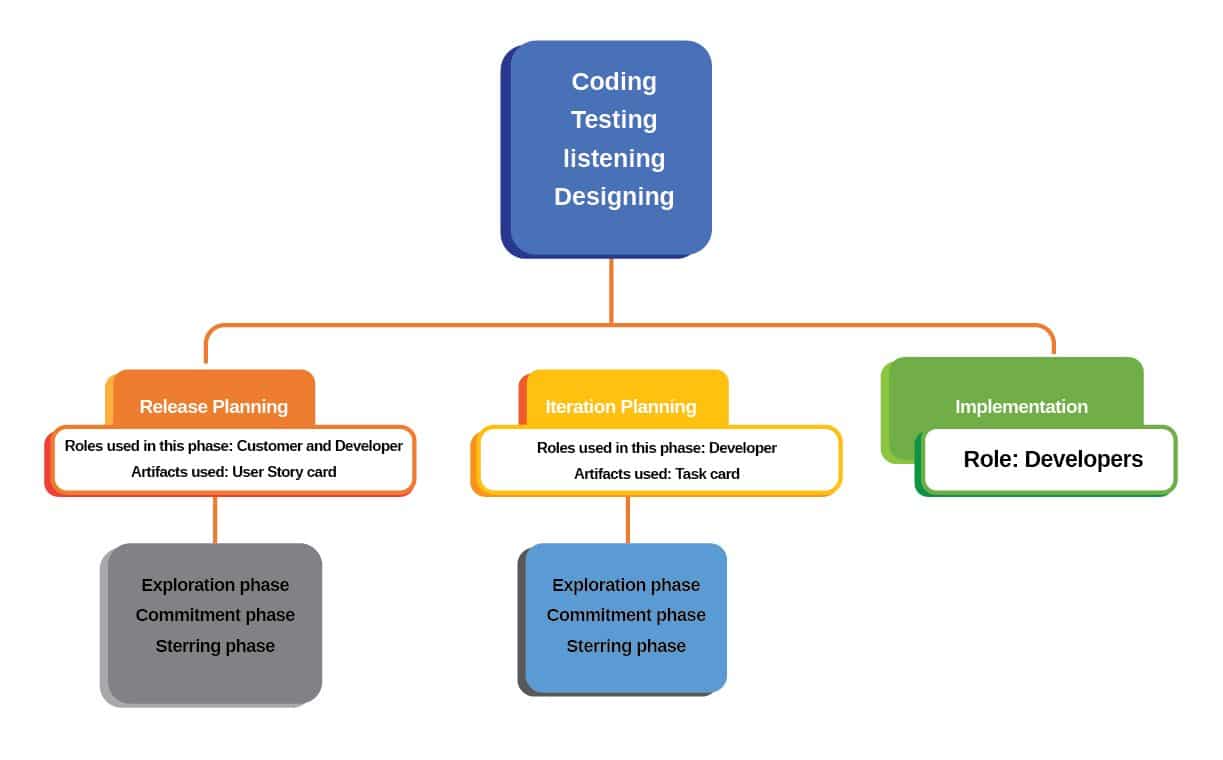 Coding
Testing
listening
Designing
Release Planning
Roles used in this phase: Customer and Developer
Artifacts used: User Story card
Iteration Planning
Roles used in this phase: Developer
Artifacts used: Task card
Implementation
Role: Developers
Exploration phase
Commitment phase
Sterring phase
Exploration phase
Commitment phase
Sterring phase